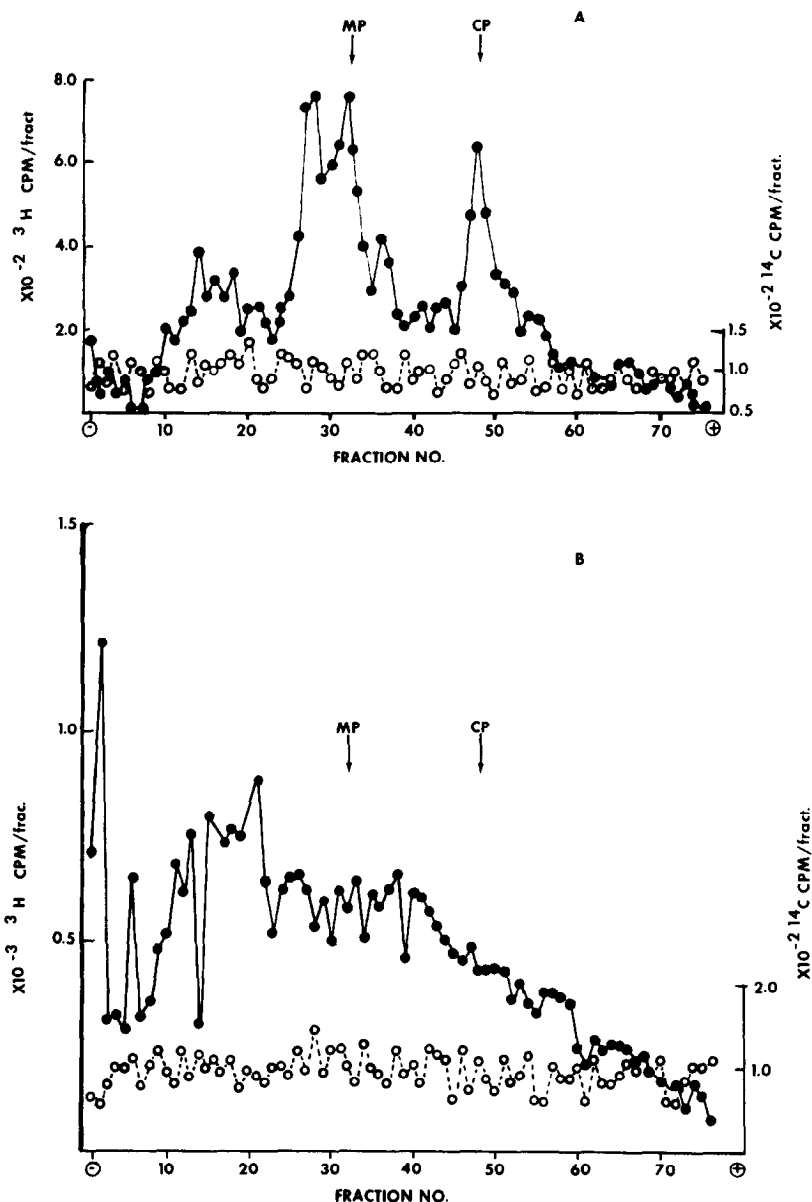 A
MP
CP
8.0
6.0
4.0
2.0
X10 -2 3 H CPM/fract
1.5
1.0
0.5
X10 -2 14 C CPM/fract.
⊖ 10 20 30 40 50 60 70 ⊕
FRACTION NO.
B
MP
CP
1.5
1.0
0.5
X10 -3 3 H CPM/frac.
2.0
1.0
X10 -2 14 C CPM/fract.
⊖ 10 20 30 40 50 60 70 ⊕
FRACTION NO.